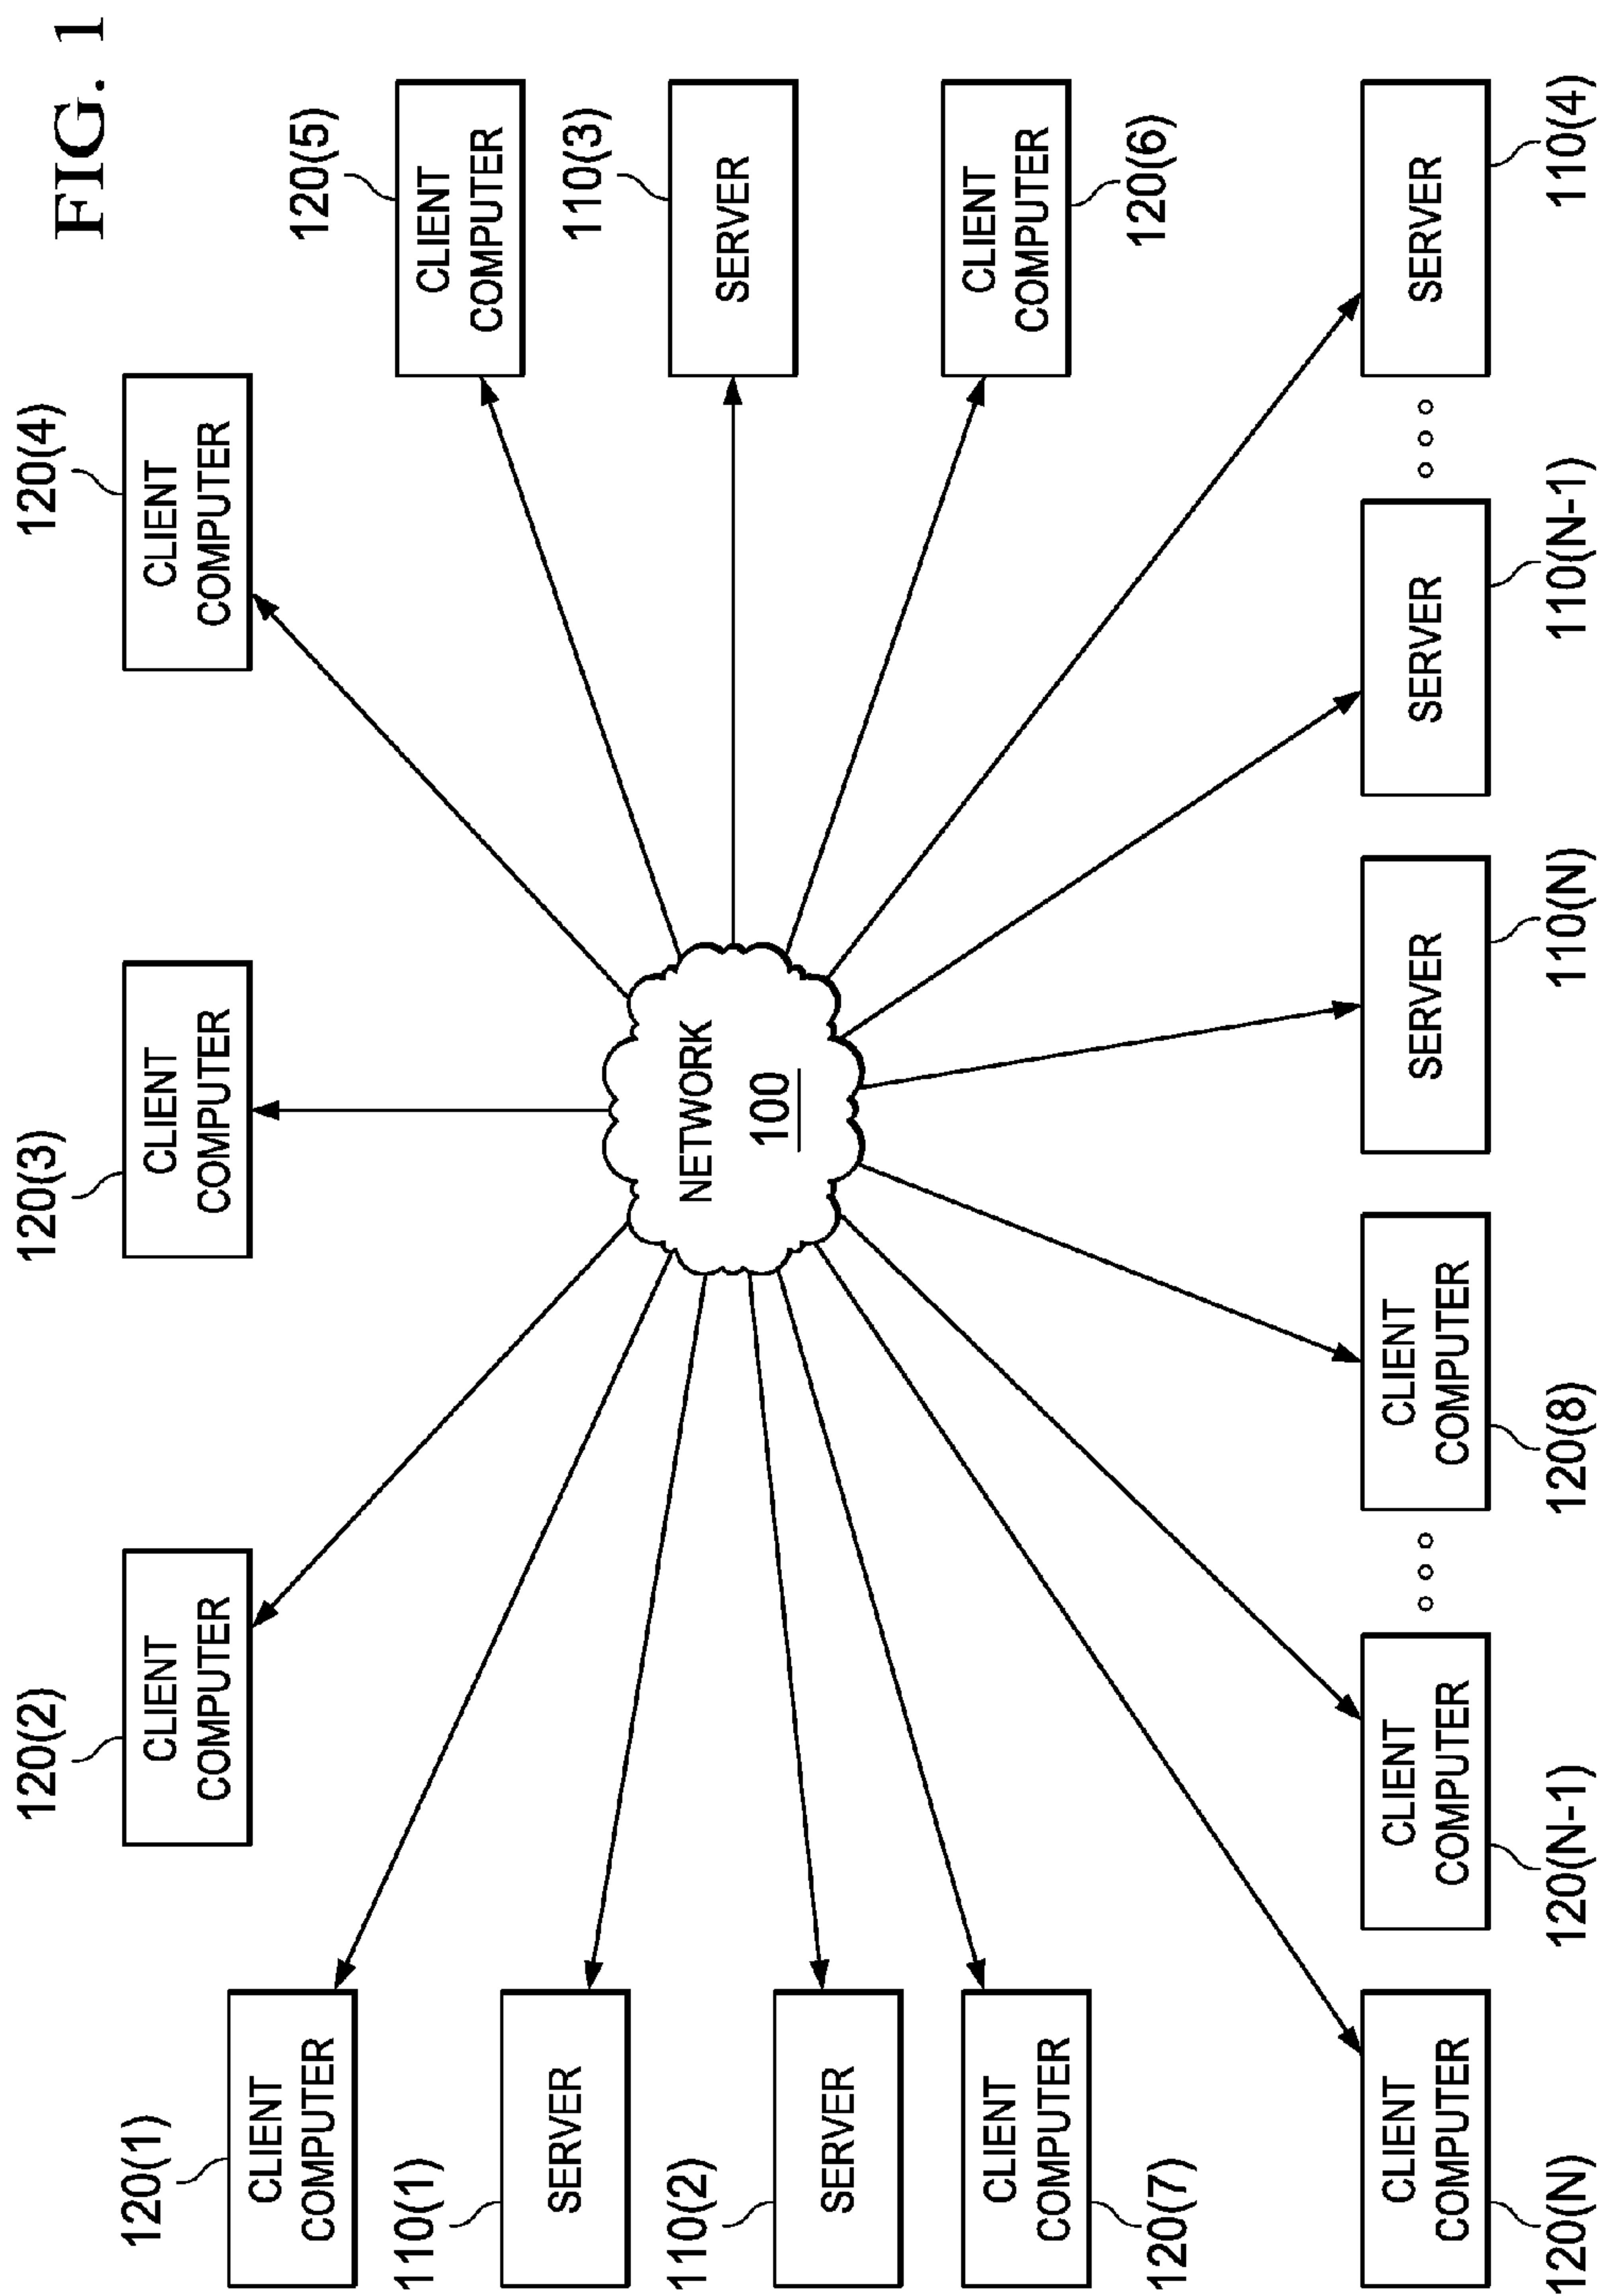 FIG. 1
120(2)
CLIENT
COMPUTER
120(3)
CLIENT
COMPUTER
120(4)
CLIENT
COMPUTER
120(1)
CLIENT
COMPUTER
120(5)
CLIENT
COMPUTER
110(1)
SERVER
110(3)
SERVER
NETWORK
100
110(2)
SERVER
CLIENT
COMPUTER
120(7)
CLIENT
COMPUTER
120(6)
CLIENT
COMPUTER
120(N)
CLIENT
COMPUTER
120(N-1)
CLIENT
COMPUTER
120(8)
SERVER
110(N)
SERVER
110(N-1)
SERVER
110(4)